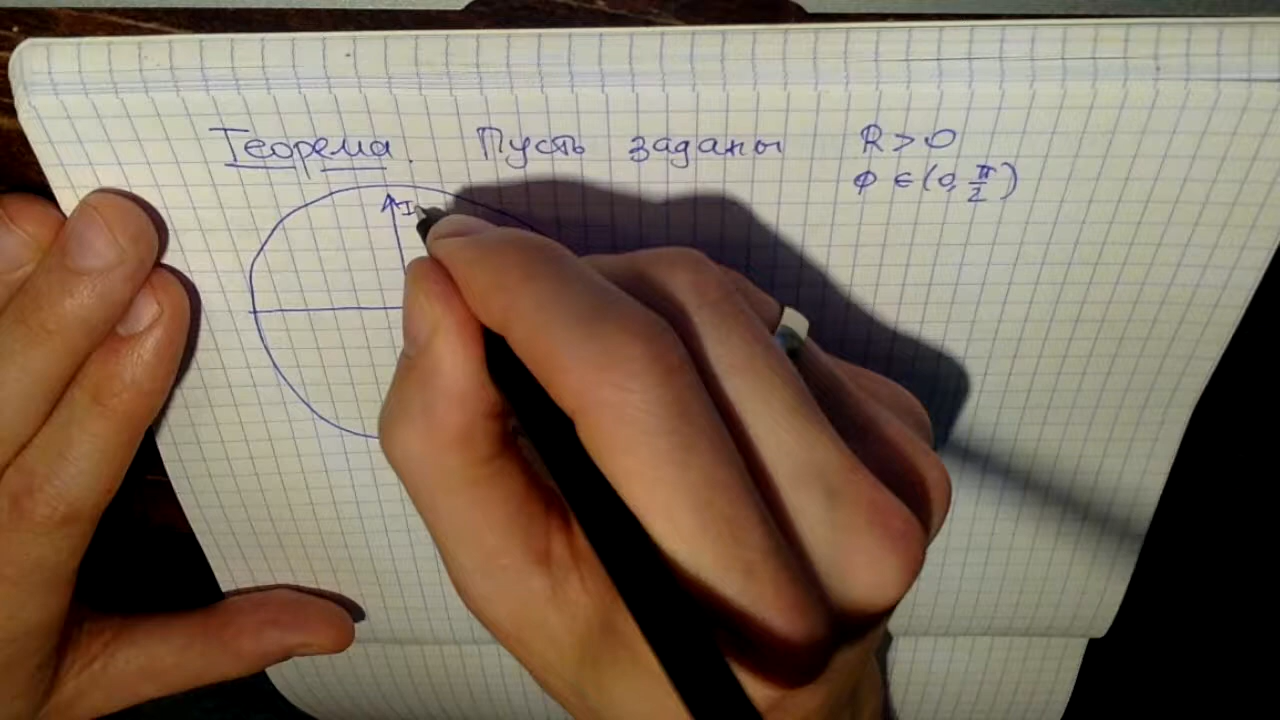 Теорема. Пусть заданы R > 0
φ ∈ (0, π/2)